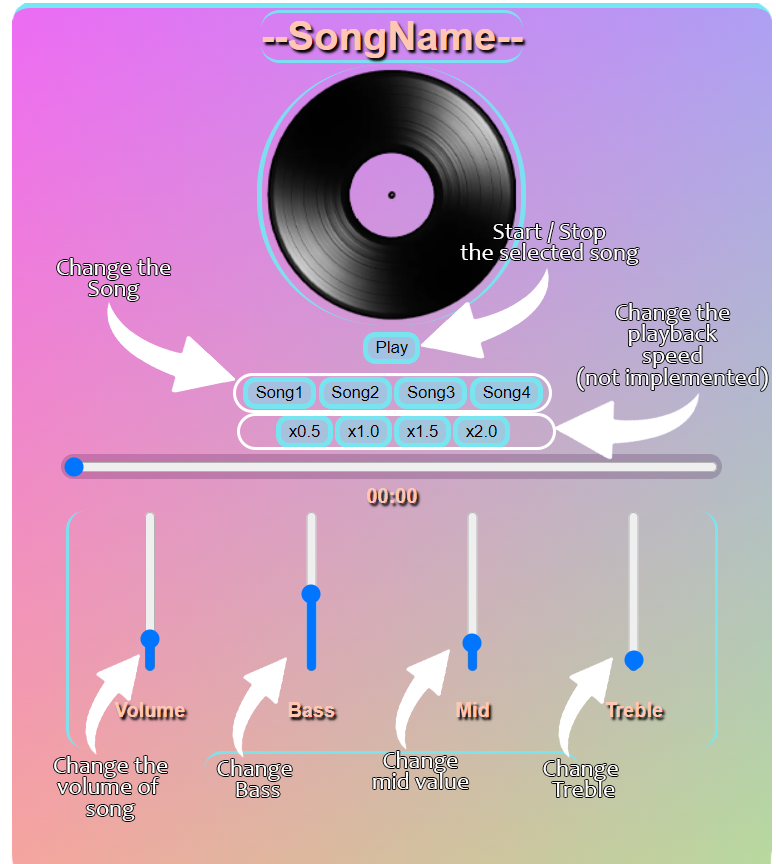 --SongName--
Start / Stop
the selected song
Change the
Song
Change the
playback
speed
(not implemented)
Play
Song1 Song2 Song3 Song4
x0.5 x1.0 x1.5 x2.0
00:00
Volume Bass Mid Treble
Change the
volume of
song
Change
Bass
Change
mid value
Change
Treble